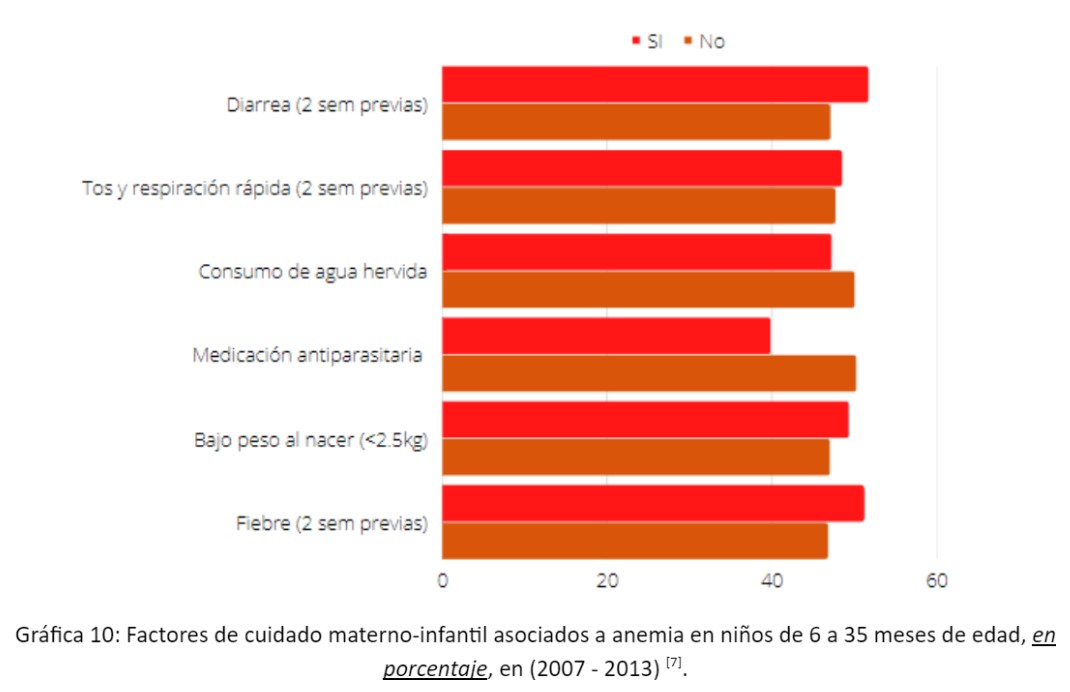 SI No
Diarrea (2 sem previas)
Tos y respiración rápida (2 sem previas)
Consumo de agua hervida
Medicación antiparasitaria
Bajo peso al nacer (<2.5kg)
Fiebre (2 sem previas)
0 20 40 60
Gráfica 10: Factores de cuidado materno-infantil asociados a anemia en niños de 6 a 35 meses de edad, en
porcentaje, en (2007 - 2013) [7].